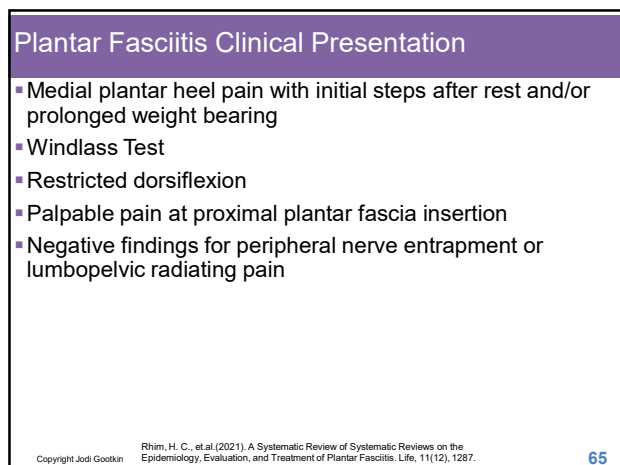 Plantar Fasciitis Clinical Presentation
▪Medial plantar heel pain with initial steps after rest and/or
prolonged weight bearing
▪Windlass Test
▪Restricted dorsiflexion
▪Palpable pain at proximal plantar fascia insertion
▪Negative findings for peripheral nerve entrapment or
lumbopelvic radiating pain
Rhim, H. C., et.al.(2021). A Systematic Review of Systematic Reviews on the
Copyright Jodi Gootkin Epidemiology, Evaluation, and Treatment of Plantar Fasciitis. Life, 11(12), 1287. 65